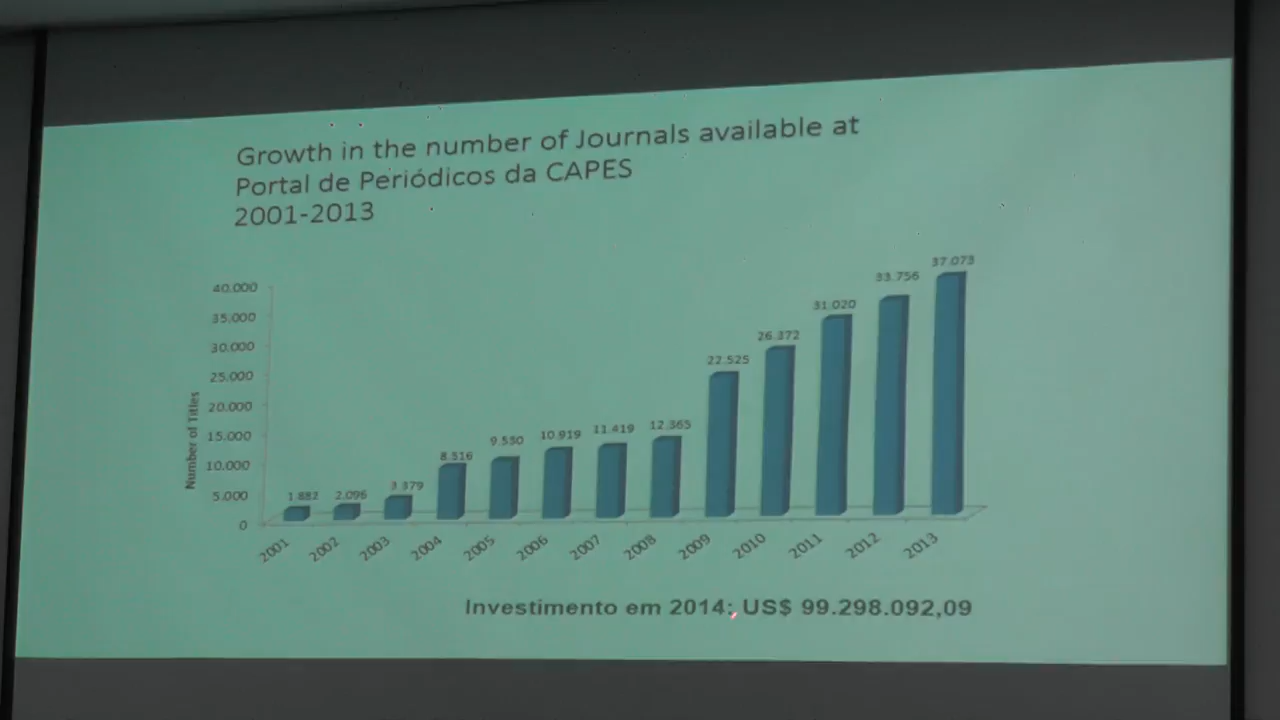 Growth in the number of Journals available at
Portal de Periódicos da CAPES
2001-2013
Number of Titles
40.000
35.000
30.000
25.000
20.000
15.000
10.000
5.000
0
1.882 2.096 3.379 8.516 9.530 10.919 11.419 12.365 22.525 26.372 31.020 33.756 37.073
2001 2002 2003 2004 2005 2006 2007 2008 2009 2010 2011 2012 2013
Investimento em 2014: US$ 99.298.092,09